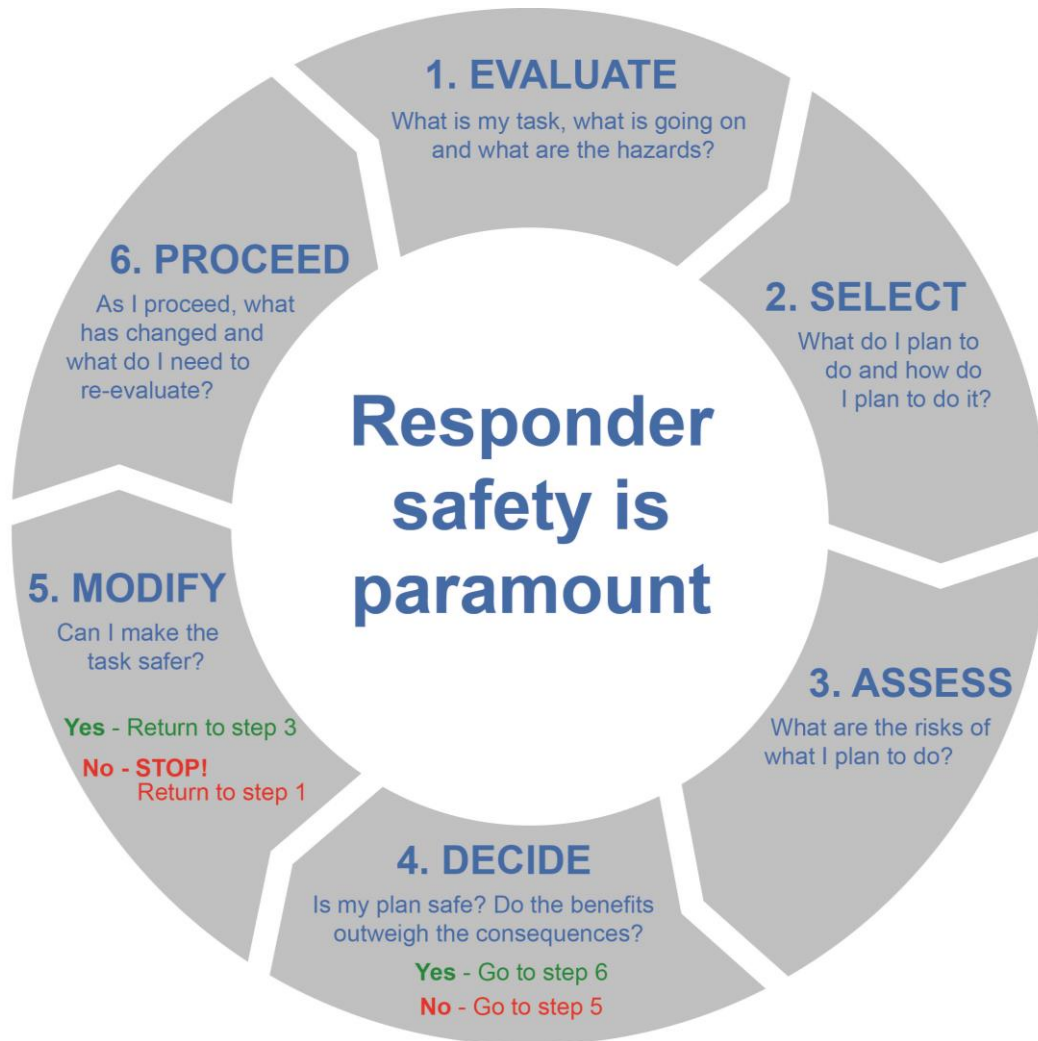 1. EVALUATE
What is my task, what is going on
and what are the hazards?
2. SELECT
What do I plan to
do and how do
I plan to do it?
3. ASSESS
What are the risks of
what I plan to do?
4. DECIDE
Is my plan safe? Do the benefits
outweigh the consequences?
Yes - Go to step 6
No - Go to step 5
5. MODIFY
Can I make the
task safer?
Yes - Return to step 3
No - STOP!
Return to step 1
6. PROCEED
As I proceed, what
has changed and
what do I need to
re-evaluate?
Responder
safety is
paramount